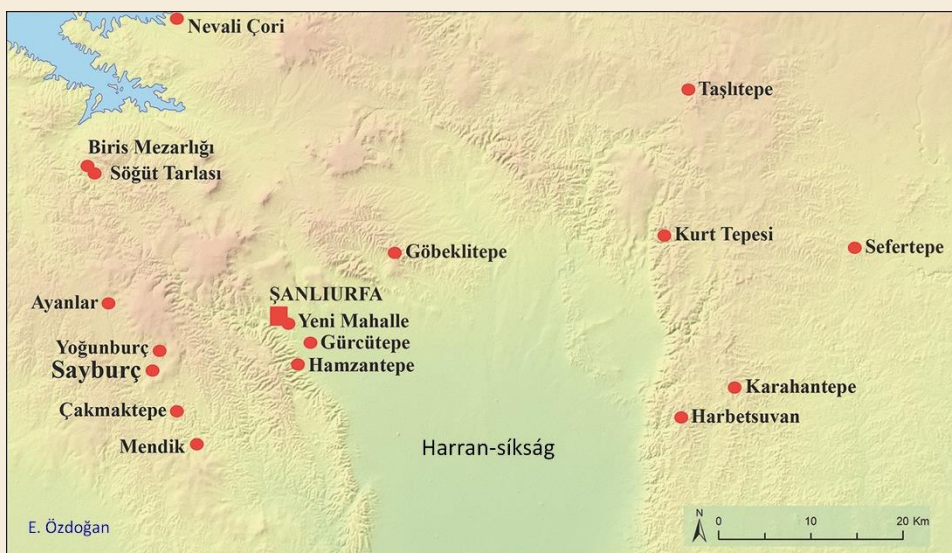 Nevali Çori
Taşlıtepe
Biris Mezarlığı
Söğüt Tarlası
Kurt Tepesi
Sefertepe
Göbeklitepe
ŞANLIURFA
Ayanlar
Yeni Mahalle
Gürcütepe
Yoğunburç
Hamzantepe
Sayburç
Karahantepe
Çakmaktepe
Harbetsuvan
Mendik
Harran-síkság
E. Özdoğan
N
0 10 20 Km